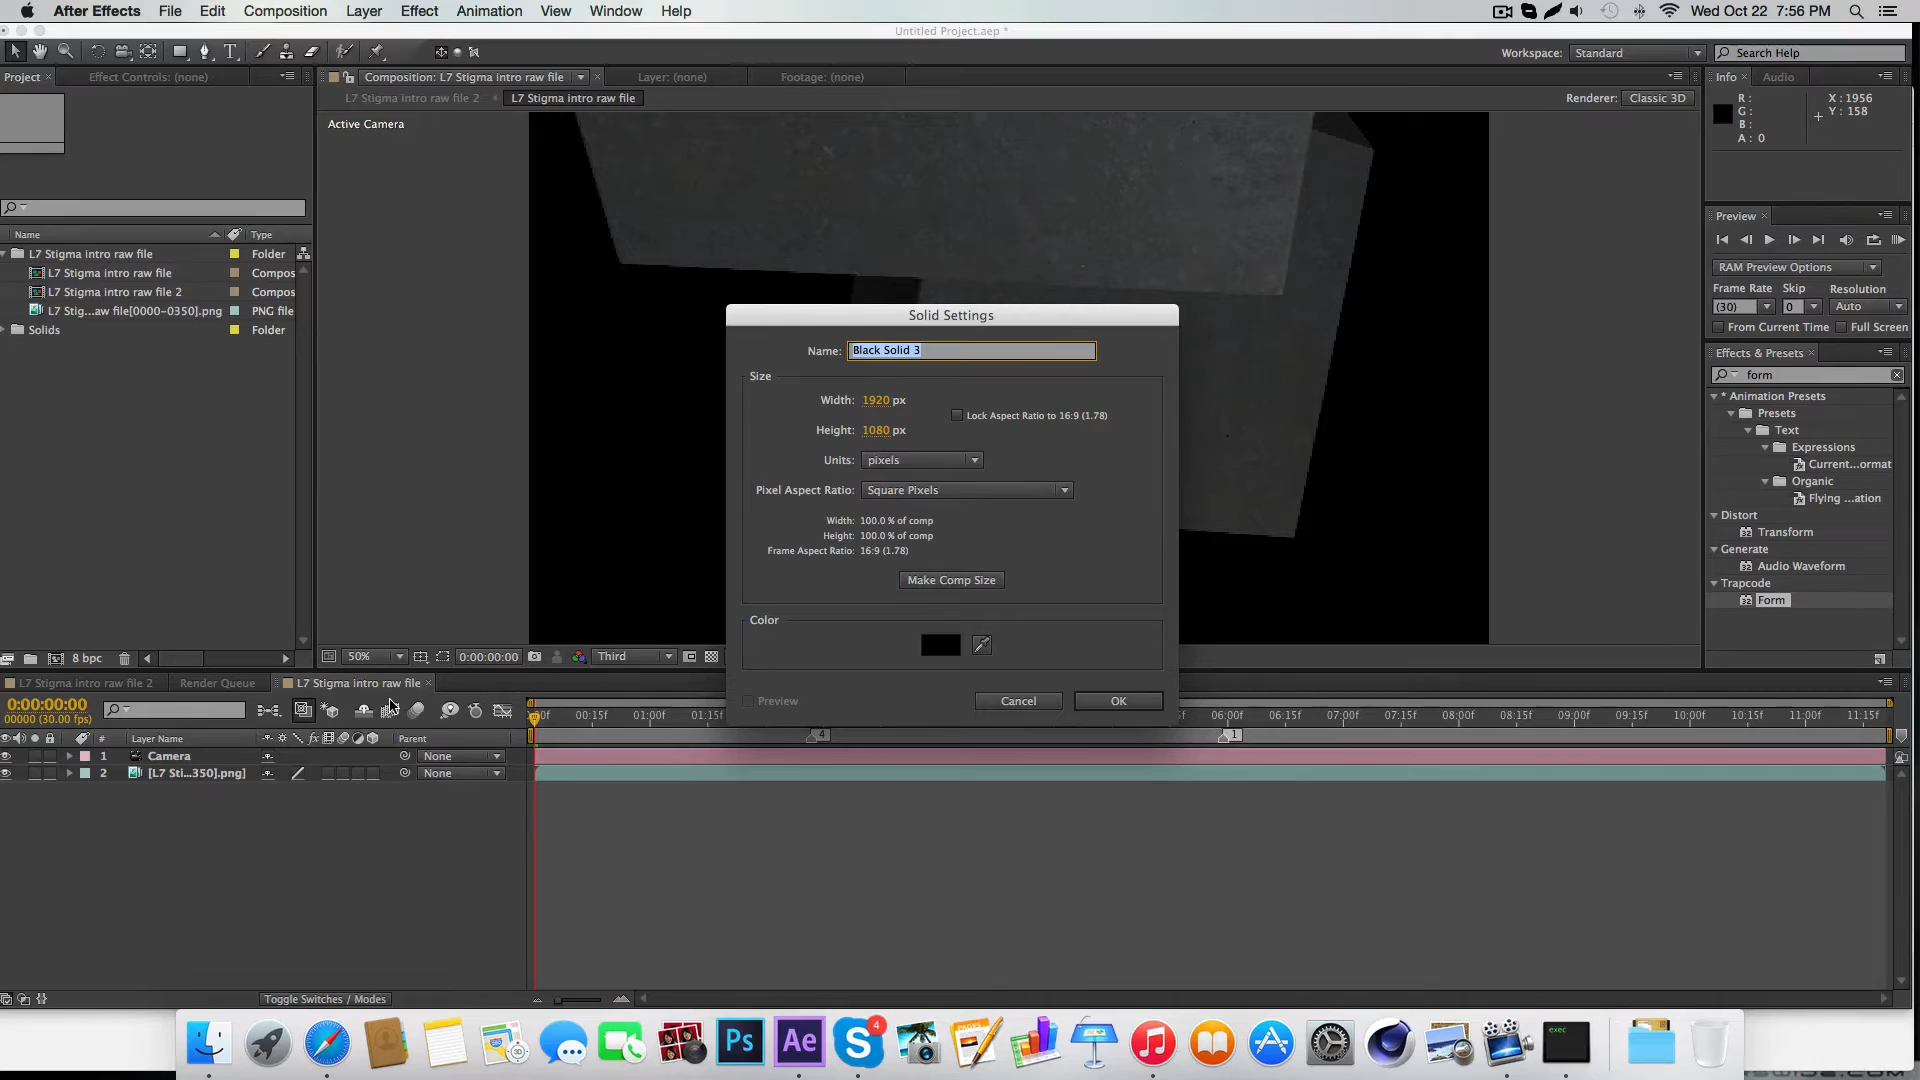 After Effects File Edit Composition Layer Effect Animation View Window Help Wed Oct 22 7:56 PM
Untitled Project.aep *
Workspace: Standard Search Help
Project Effect Controls: (none) Composition: L7 Stigma intro raw file Layer: (none) Footage: (none) Info Audio
L7 Stigma intro raw file 2 L7 Stigma intro raw file Renderer: Classic 3D
R: X: 1956
G: Y: 158
B:
A: 0
Active Camera
Preview
RAM Preview Options
Frame Rate Skip Resolution
(30) 0 Auto
From Current Time Full Screen
Effects & Presets
form
* Animation Presets
Presets
Text
Expressions
Current...ormat
Organic
Flying ...ation
Distort
Transform
Generate
Audio Waveform
Trapcode
32 Form
Name Type
L7 Stigma intro raw file Folder
L7 Stigma intro raw file Compos
L7 Stigma intro raw file 2 Compos
L7 Stig...aw file[0000-0350].png PNG file
Solids Folder
Solid Settings
Name: Black Solid 3
Size
Width: 1920 px
Lock Aspect Ratio to 16:9 (1.78)
Height: 1080 px
Units: pixels
Pixel Aspect Ratio: Square Pixels
Width: 100.0 % of comp
Height: 100.0 % of comp
Frame Aspect Ratio: 16:9 (1.78)
Make Comp Size
Color
Preview Cancel OK
8 bpc 50% 0:00:00:00 Third
L7 Stigma intro raw file 2 Render Queue L7 Stigma intro raw file
0:00:00:00
00000 (30.00 fps)
00f 00:15f 01:00f 01:15f 06:00f 06:15f 07:00f 07:15f 08:00f 08:15f 09:00f 09:15f 10:00f 10:15f 11:00f 11:15f
4 1
# Layer Name Parent
1 Camera None
2 [L7 Sti...350].png] None
Toggle Switches / Modes
Ps Ae 4 PAGES exec